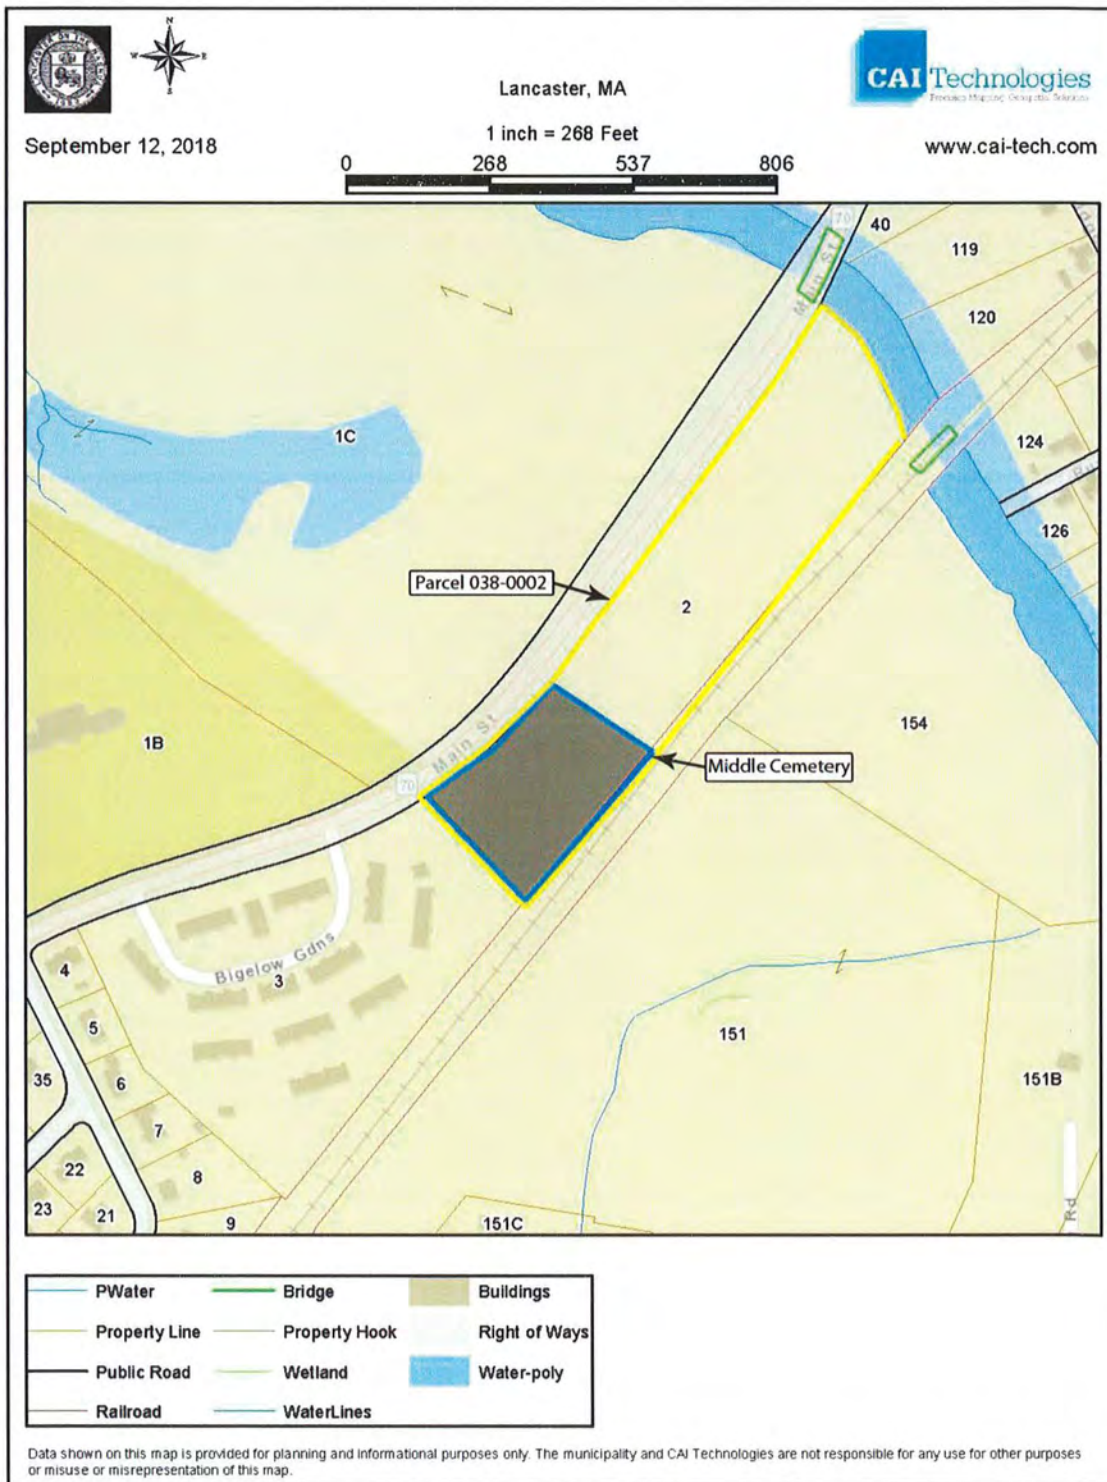 N
W E
S
Lancaster, MA
CAI Technologies
Precision Mapping. Geospatial Solutions.
September 12, 2018
1 inch = 268 Feet
www.cai-tech.com
0 268 537 806
70
40
Main St
119
120
1C
124
Rd
126
Parcel 038-0002
2
154
1B
Main St
70
Middle Cemetery
Bigelow Gdns
3
4
5
151
35
6
151B
7
22
8
23
21
9
151C
Rd
PWater Bridge Buildings
Property Line Property Hook Right of Ways
Public Road Wetland Water-poly
Railroad WaterLines
Data shown on this map is provided for planning and informational purposes only. The municipality and CAI Technologies are not responsible for any use for other purposes
or misuse or misrepresentation of this map.